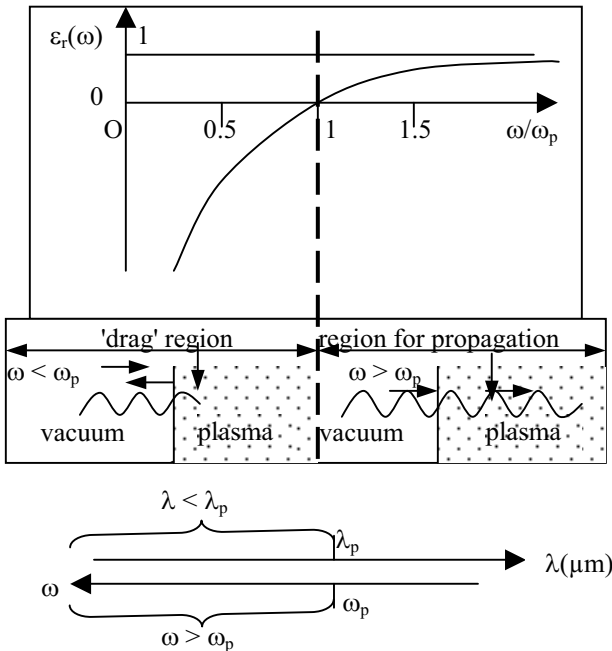 εᵣ(ω) 1
0
O 0.5 1 1.5 ω/ωₚ
'drag' region region for propagation
ω < ωₚ ω > ωₚ
vacuum plasma vacuum plasma
λ < λₚ
λₚ
λ(µm)
ω
ωₚ
ω > ωₚ